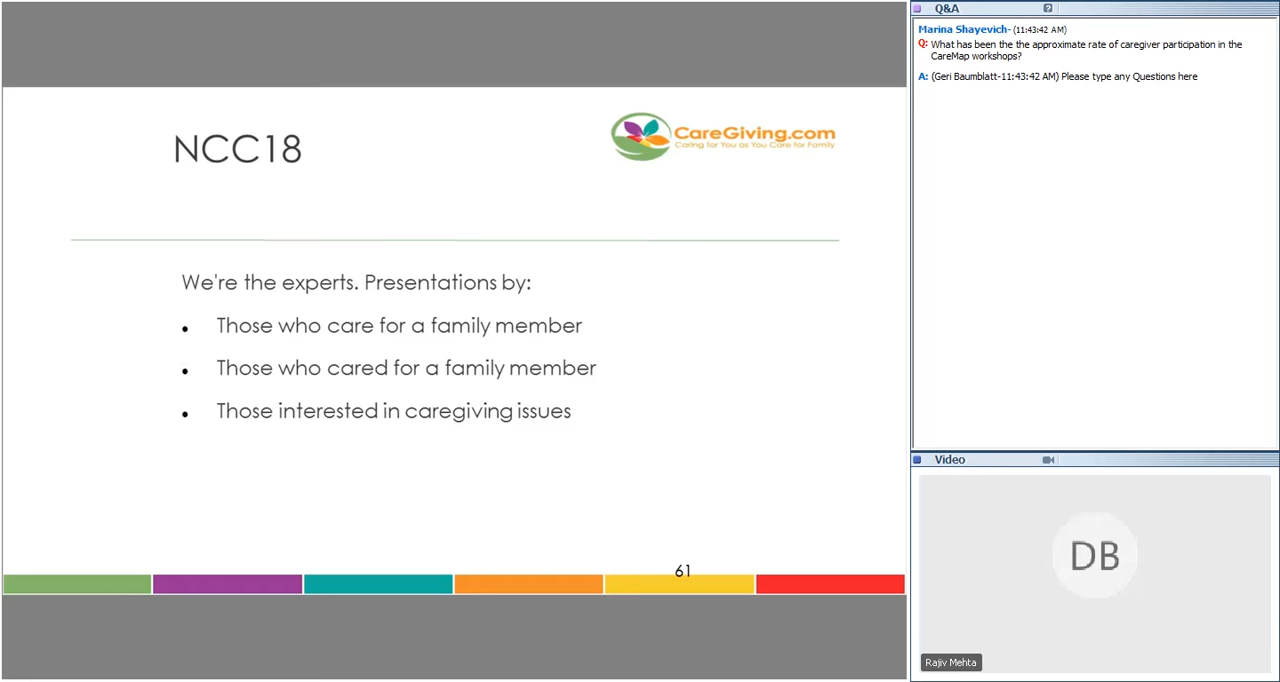 NCC18
CareGiving.com
Caring for You as You Care for Family
We're the experts. Presentations by:
• Those who care for a family member
• Those who cared for a family member
• Those interested in caregiving issues
61
Q&A
?
Marina Shayevich- (11:43:42 AM)
Q: What has been the the approximate rate of caregiver participation in the
CareMap workshops?
A: (Geri Baumblatt-11:43:42 AM) Please type any Questions here
Video
DB
Rajiv Mehta